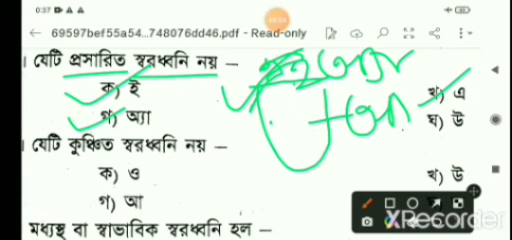 0:37
69597bef55a54...748076dd46.pdf - Read-only
। যেটি প্রসারিত স্বরধ্বনি নয় –
ক) ই খ) এ
গ) অ্যা ঘ) উ
। যেটি কুঞ্চিত স্বরধ্বনি নয় –
ক) ও খ) উ
গ) আ
মধ্যস্থ বা স্বাভাবিক স্বরধ্বনি হল –
XRecorder